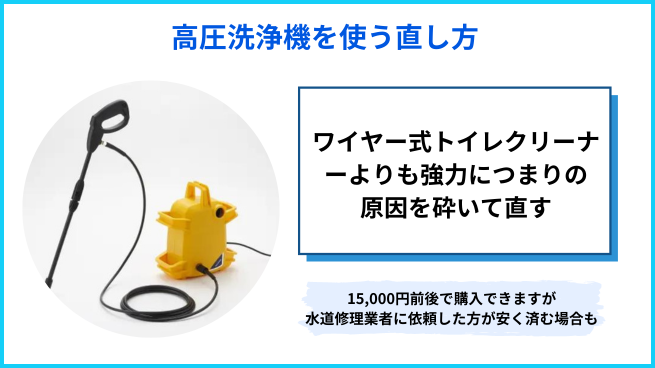 高圧洗浄機を使う直し方
ワイヤー式トイレクリーナ
ーよりも強力につまりの
原因を砕いて直す
15,000円前後で購入できますが
水道修理業者に依頼した方が安く済む場合も